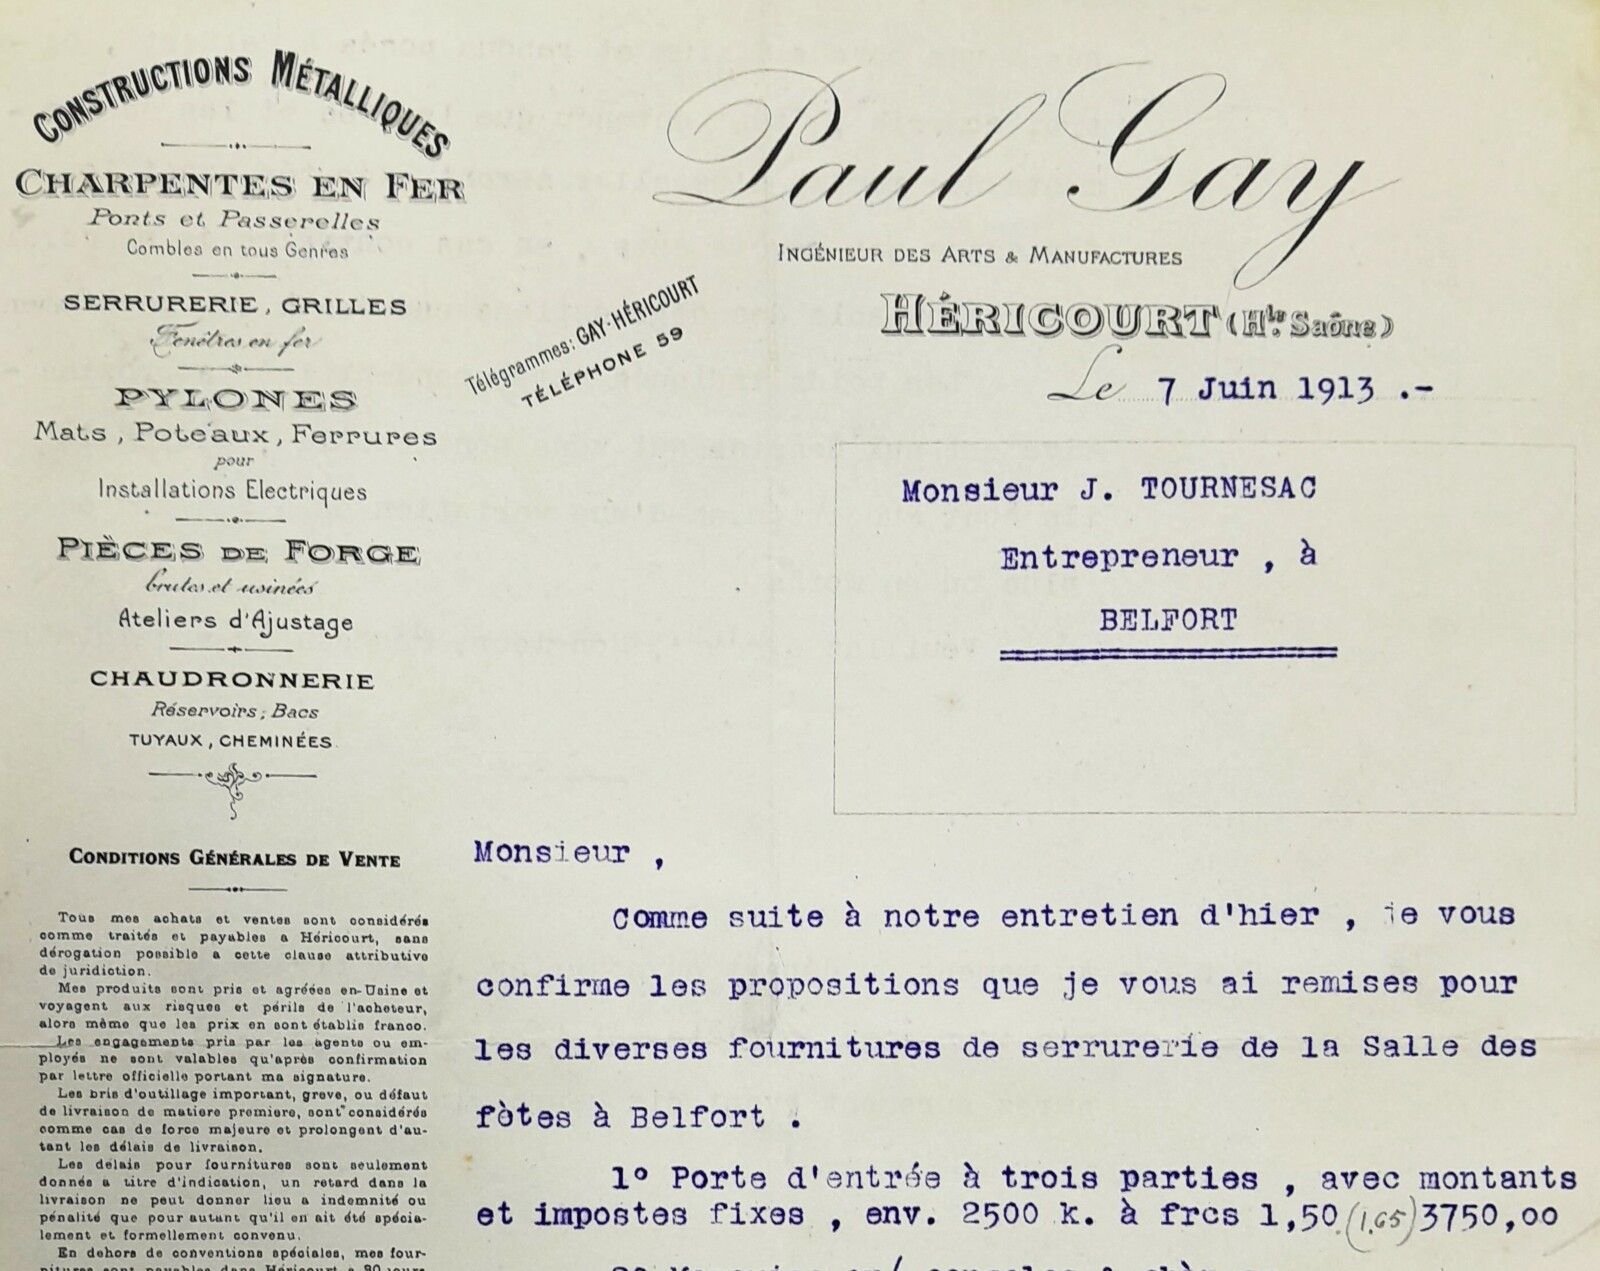 CONSTRUCTIONS MÉTALLIQUES
CHARPENTES EN FER
Ponts et Passerelles
Combles en tous Genres
SERRURERIE, GRILLES
Fenêtres en fer
PYLONES
Mats, Poteaux, Ferrures
pour
Installations Electriques
PIÈCES DE FORGE
brutes et usinées
Ateliers d'Ajustage
CHAUDRONNERIE
Réservoirs; Bacs
TUYAUX, CHEMINÉES
CONDITIONS GÉNÉRALES DE VENTE
Tous mes achats et ventes sont considérés
comme traités et payables a Héricourt, sans
dérogation possible a cette clause attributive
de juridiction.
Mes produits sont pris et agréées en Usine et
voyagent aux risques et périls de l'acheteur,
alors même que les prix en sont établis franco.
Les engagements pris par les agents ou em-
ployés ne sont valables qu'après confirmation
par lettre officielle portant ma signature.
Les bris d'outillage important, greve, ou défaut
de livraison de matiere premiere, sont considérés
comme cas de force majeure et prolongent d'au-
tant les délais de livraison.
Les délais pour fournitures sont seulement
donnés a titre d'indication, un retard dans la
livraison ne peut donner lieu a indemnité ou
pénalité que pour autant qu'il en ait été spécia-
lement et formellement convenu.
En dehors de conventions spéciales, mes four-
Télégrammes: GAY-HÉRICOURT
TÉLÉPHONE 59
Paul Gay
INGÉNIEUR DES ARTS & MANUFACTURES
HÉRICOURT (Hte Saône)
Le 7 Juin 1913 .-
Monsieur J. TOURNESAC
Entrepreneur , à
BELFORT
Monsieur ,
Comme suite à notre entretien d'hier , je vous
confirme les propositions que je vous ai remises pour
les diverses fournitures de serrurerie de la Salle des
fètes à Belfort .
1º Porte d'entrée à trois parties , avec montants
et impostes fixes , env. 2500 k. à frcs 1,50 (1,65) 3750,00